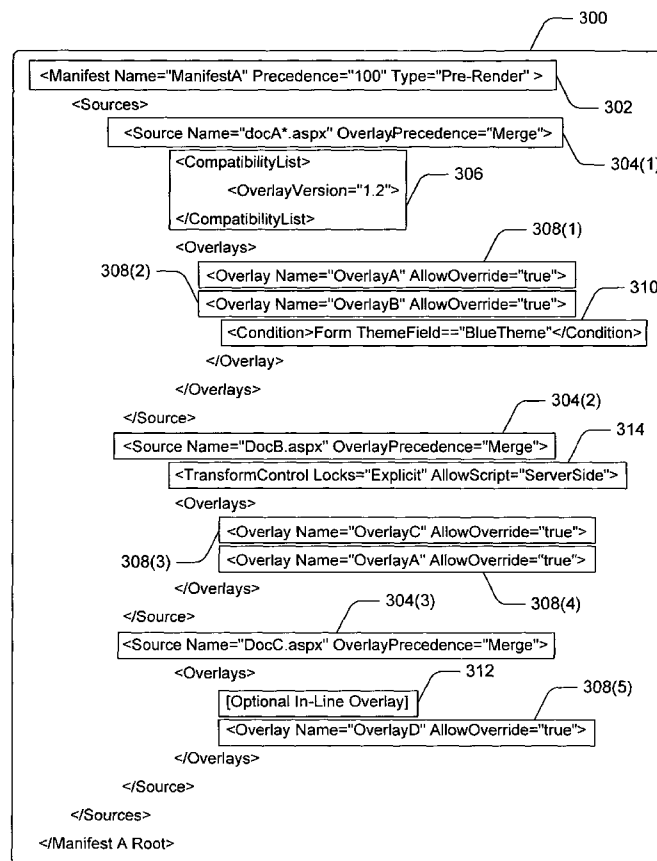 300
<Manifest Name="ManifestA" Precedence="100" Type="Pre-Render" >
302
<Sources>
<Source Name="docA*.aspx" OverlayPrecedence="Merge">
304(1)
<CompatibilityList>
306
<OverlayVersion="1.2">
</CompatibilityList>
308(1)
<Overlays>
308(2)
<Overlay Name="OverlayA" AllowOverride="true">
310
<Overlay Name="OverlayB" AllowOverride="true">
<Condition>Form ThemeField=="BlueTheme"</Condition>
</Overlay>
</Overlays>
304(2)
</Source>
314
<Source Name="DocB.aspx" OverlayPrecedence="Merge">
<TransformControl Locks="Explicit" AllowScript="ServerSide">
<Overlays>
<Overlay Name="OverlayC" AllowOverride="true">
308(3)
<Overlay Name="OverlayA" AllowOverride="true">
</Overlays>
308(4)
304(3)
</Source>
<Source Name="DocC.aspx" OverlayPrecedence="Merge">
<Overlays>
312
308(5)
[Optional In-Line Overlay]
<Overlay Name="OverlayD" AllowOverride="true">
</Overlays>
</Source>
</Sources>
</Manifest A Root>